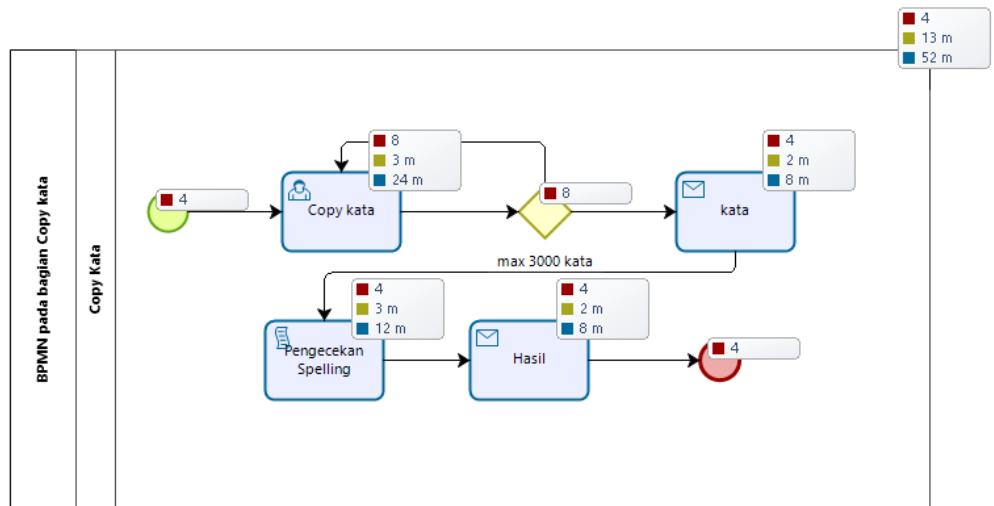 4
13 m
52 m
BPMN pada bagian Copy kata
Copy Kata
4
8
3 m
24 m
Copy kata
8
4
2 m
8 m
kata
max 3000 kata
4
3 m
12 m
Pengecekan
Spelling
4
2 m
8 m
Hasil
4